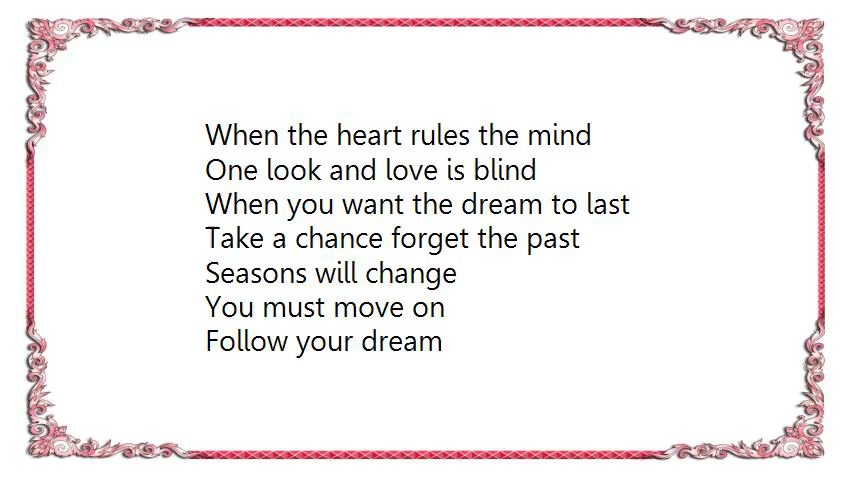 When the heart rules the mind
One look and love is blind
When you want the dream to last
Take a chance forget the past
Seasons will change
You must move on
Follow your dream